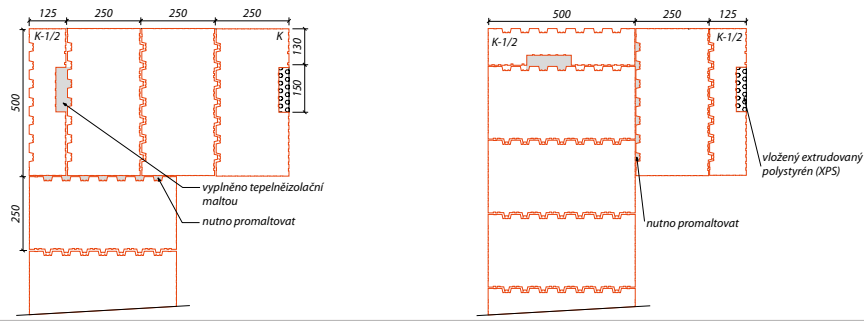 125 250 250 250
K-1/2 K
130
150
500
250
vyplněno tepelněizolační
maltou
nutno promaltovat
500 250 125
K-1/2 K-1/2
vložený extrudovaný
polystyrén (XPS)
nutno promaltovat